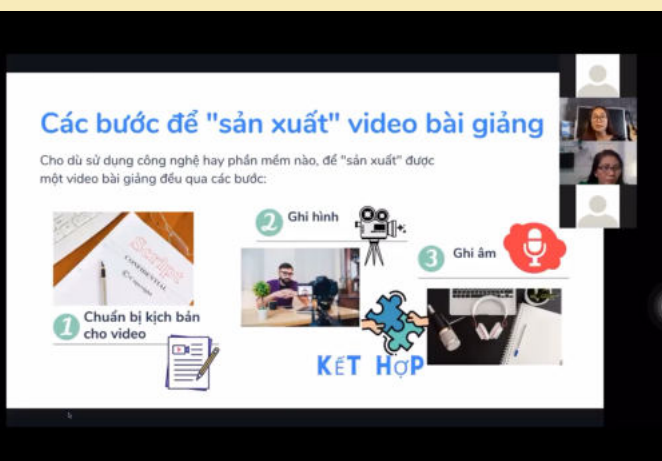 Các bước để "sản xuất" video bài giảng
Cho dù sử dụng công nghệ hay phần mềm nào, để "sản xuất" được
một video bài giảng đều qua các bước:
Script
CONFIDENTIAL
1 Chuẩn bị kịch bản
cho video
2 Ghi hình
3 Ghi âm
KẾT HỢP